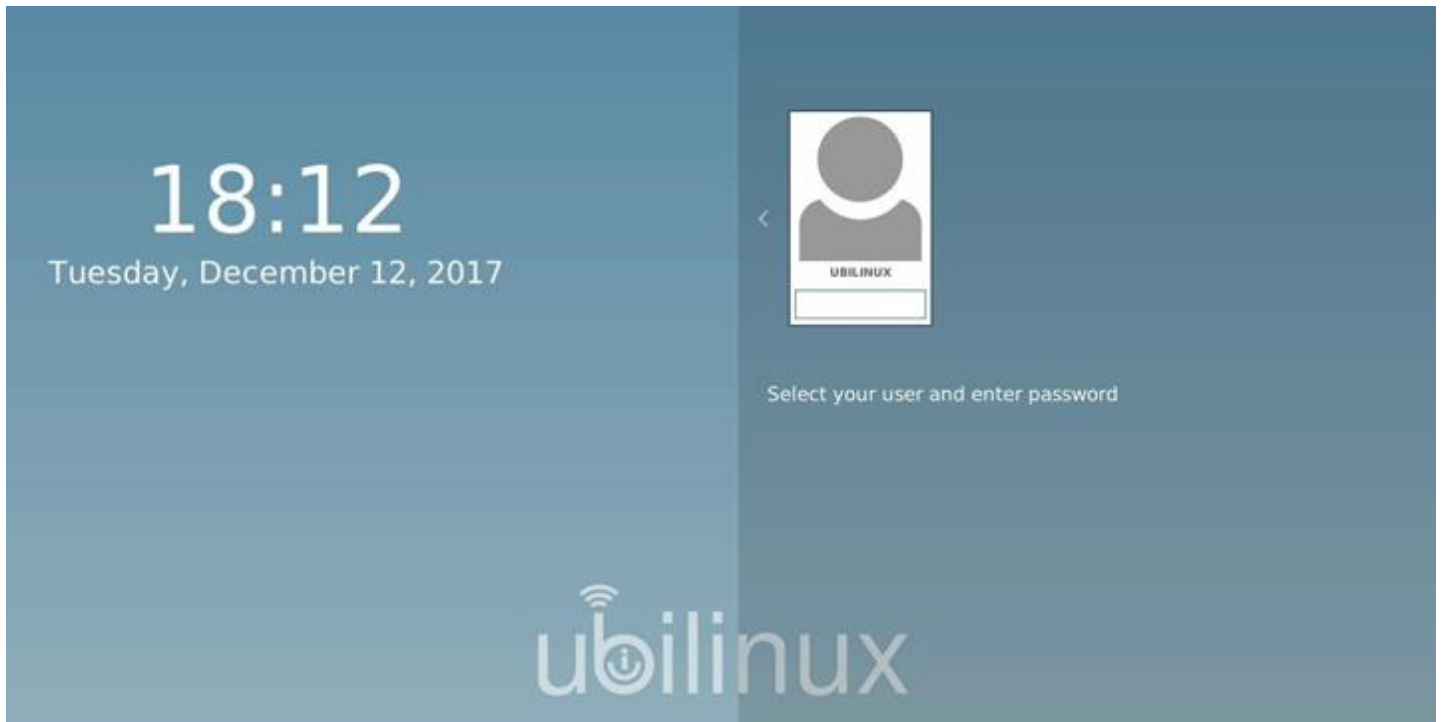 18:12
Tuesday, December 12, 2017
UBILINUX
Select your user and enter password
ubilinux